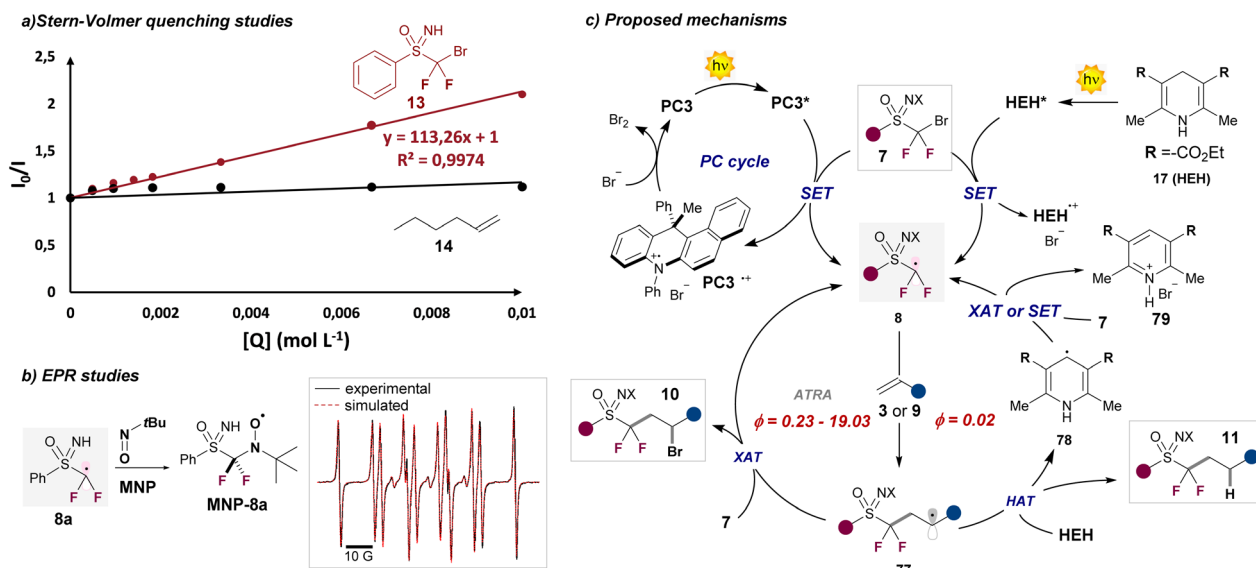 a)Stern-Volmer quenching studies
2,5
2
1,5
1
0,5
0
I0/I
0
0,002
0,004
0,006
0,008
0,01
[Q] (mol L-1)
O
NH
S
Br
F
F
13
y = 113,26x + 1
R² = 0,9974
14
b) EPR studies
O
NH
S
Ph
F
F
8a
N
tBu
O
MNP
O•
NH
O
S
N
Ph
F
F
MNP-8a
experimental
simulated
10 G
c) Proposed mechanisms
hν
PC3
PC3*
Br2
Br−
PC cycle
SET
Ph
Me
N
+•
Ph
Br−
PC3 •+
O
NX
S
Br
F
F
7
hν
HEH*
R
R
Me
N
H
Me
R =-CO2Et
17 (HEH)
SET
HEH•+
Br−
O
NX
S
F
F
8
R
R
Me
N
+
Me
H
Br−
79
XAT or SET
7
R
R
Me
N
H
Me
78
O
NX
10
S
F
F
Br
ATRA
3 or 9
ϕ = 0.23 - 19.03
ϕ = 0.02
XAT
7
O
NX
S
F
F
77
HAT
HEH
O
NX
11
S
F
F
H